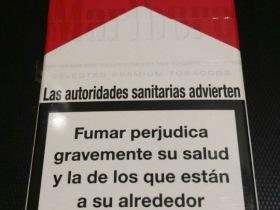 Marlboro
SELECTED PREMIUM TOBACCOS
Las autoridades sanitarias advierten
Fumar perjudica
gravemente su salud
y la de los que están
a su alrededor